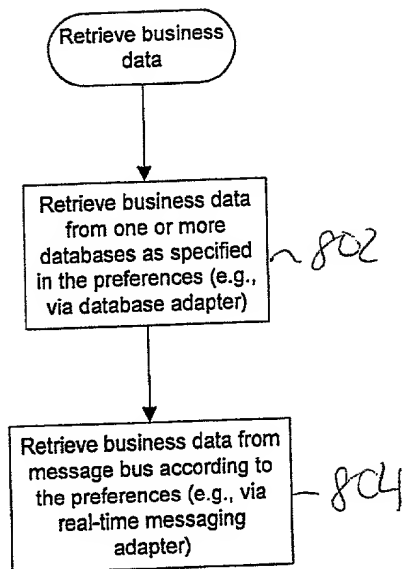 Retrieve business
data
Retrieve business data
from one or more
databases as specified
in the preferences (e.g.,
via database adapter)
802
Retrieve business data from
message bus according to
the preferences (e.g., via
real-time messaging
adapter)
804